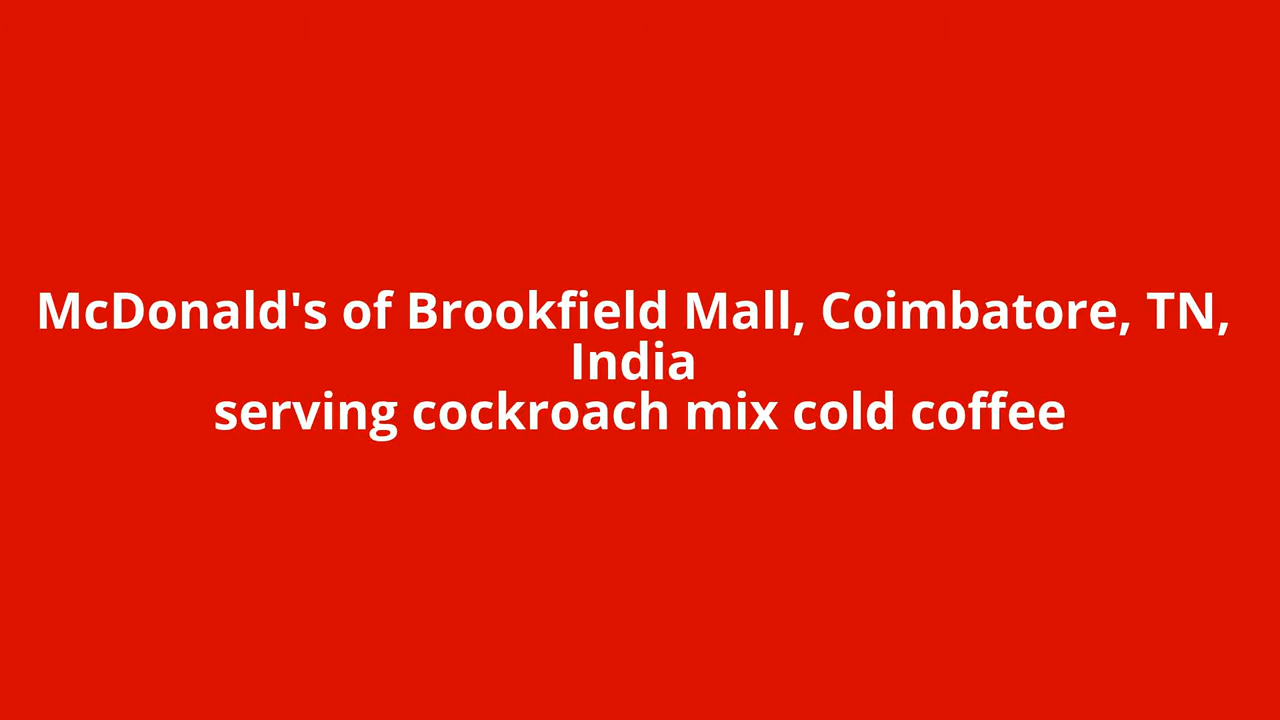 McDonald's of Brookfield Mall, Coimbatore, TN,
India
serving cockroach mix cold coffee